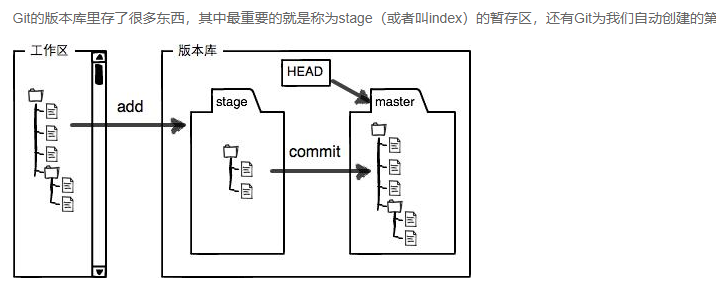 Git的版本库里存了很多东西，其中最重要的就是称为stage（或者叫index）的暂存区，还有Git为我们自动创建的第
工作区
版本库
HEAD
stage
master
add
commit